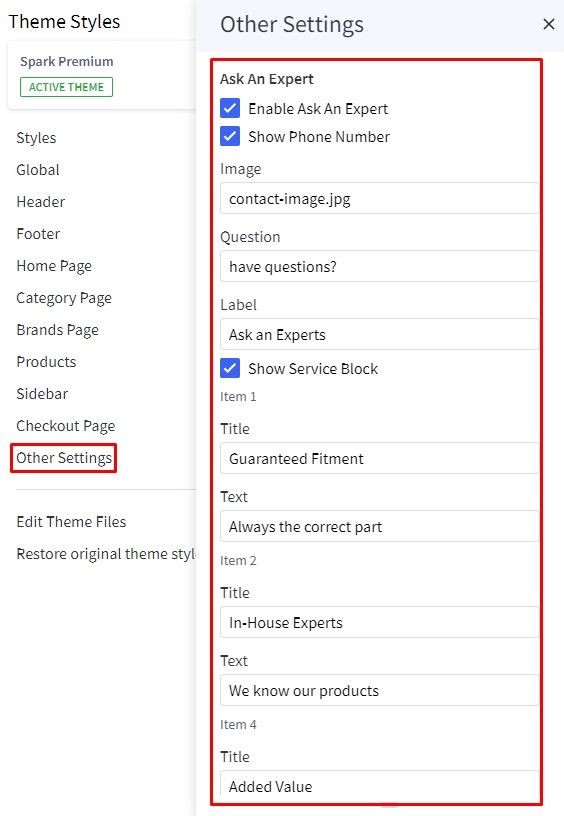 Theme Styles
Spark Premium
ACTIVE THEME
Styles
Global
Header
Footer
Home Page
Category Page
Brands Page
Products
Sidebar
Checkout Page
Other Settings
Edit Theme Files
Restore original theme styl
Other Settings
Ask An Expert
Enable Ask An Expert
Show Phone Number
Image
contact-image.jpg
Question
have questions?
Label
Ask an Experts
Show Service Block
Item 1
Title
Guaranteed Fitment
Text
Always the correct part
Item 2
Title
In-House Experts
Text
We know our products
Item 4
Title
Added Value